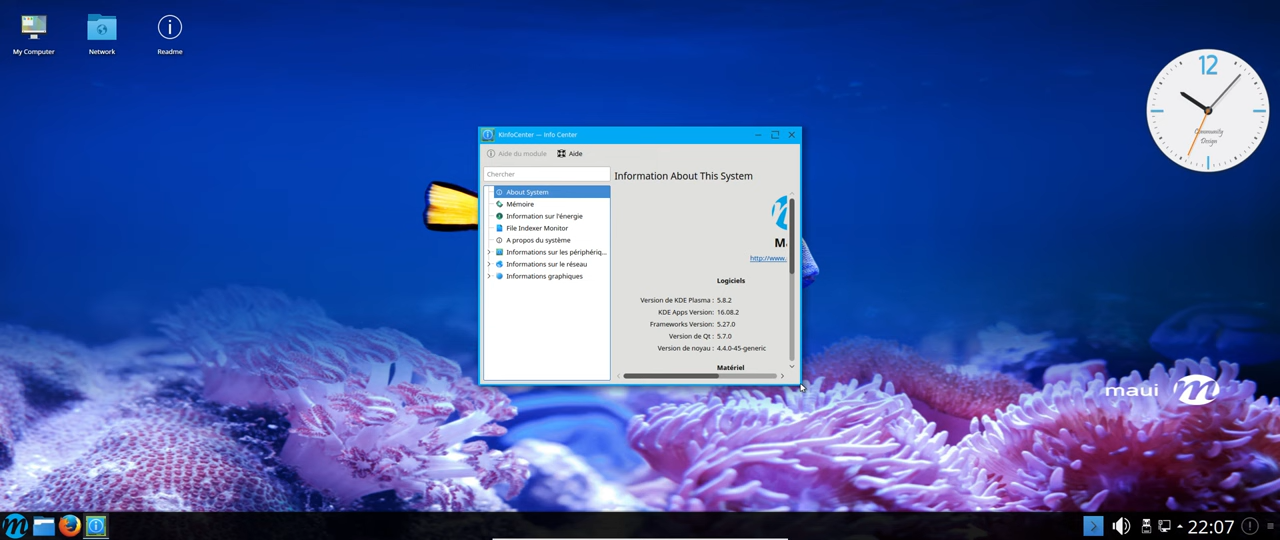 My Computer
Network
Readme
12
Community
Design
KInfoCenter — Info Center
Aide du module
Aide
Chercher
Information About This System
About System
Mémoire
Information sur l'énergie
File Indexer Monitor
A propos du système
Informations sur les périphériq...
Informations sur le réseau
Informations graphiques
M
http://www.
Logiciels
Version de KDE Plasma : 5.8.2
KDE Apps Version: 16.08.2
Frameworks Version: 5.27.0
Version de Qt : 5.7.0
Version de noyau : 4.4.0-45-generic
Matériel
maui m
m
22:07